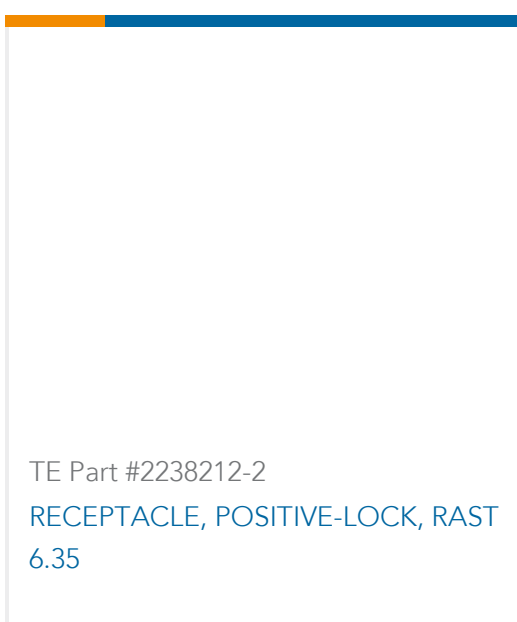 TE Part #2238212-2
RECEPTACLE, POSITIVE-LOCK, RAST
6.35